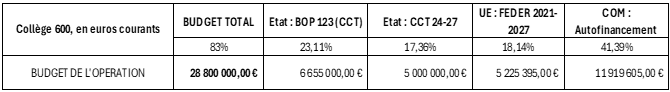 Collège 600, en euros courants | BUDGET TOTAL | Etat : BOP 123 (CCT) | Etat : CCT 24-27 | UE : FEDER 2021-2027 | COM : Autofinancement
83% | 23,11% | 17,36% | 18,14% | 41,39%
BUDGET DE L'OPERATION | 28 800 000,00 € | 6 655 000,00 € | 5 000 000,00 € | 5 225 395,00 € | 11 919 605,00 €